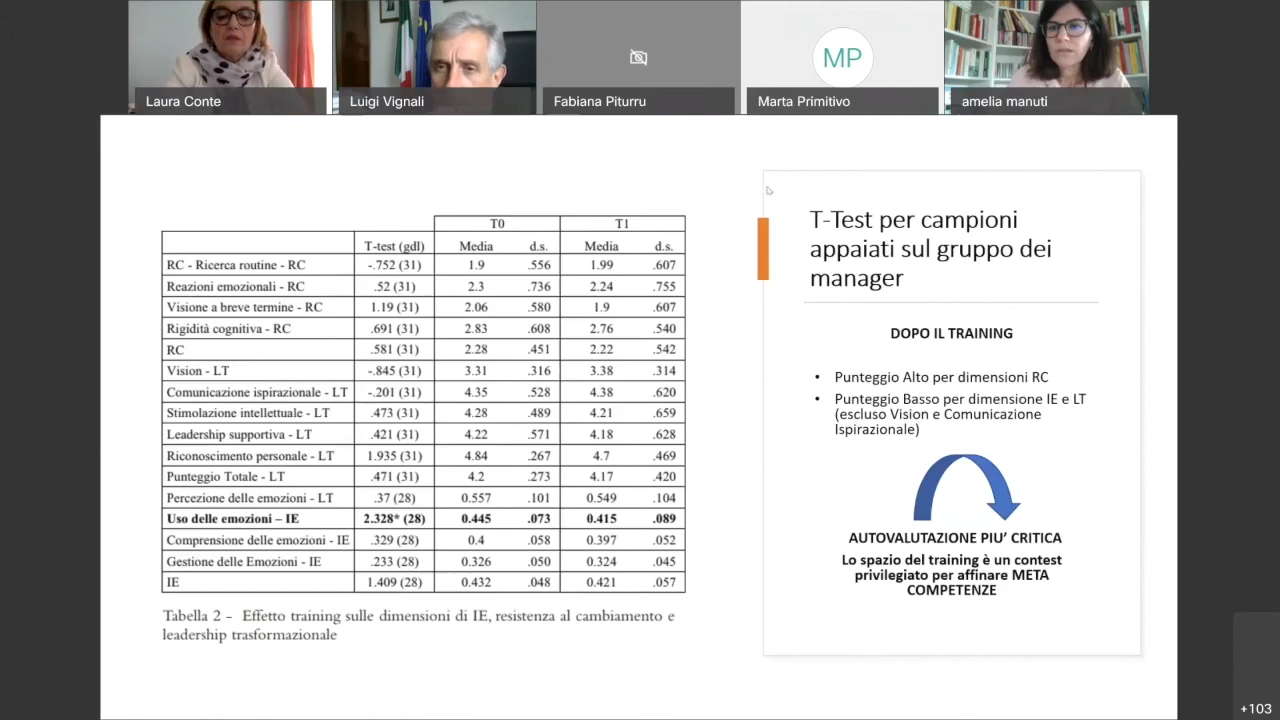 Laura Conte
Luigi Vignali
Fabiana Piturru
MP
Marta Primitivo
amelia manuti
T0 T1
T-test (gdl) Media d.s. Media d.s.
RC - Ricerca routine - RC -.752 (31) 1.9 .556 1.99 .607
Reazioni emozionali - RC .52 (31) 2.3 .736 2.24 .755
Visione a breve termine - RC 1.19 (31) 2.06 .580 1.9 .607
Rigidità cognitiva - RC .691 (31) 2.83 .608 2.76 .540
RC .581 (31) 2.28 .451 2.22 .542
Vision - LT -.845 (31) 3.31 .316 3.38 .314
Comunicazione ispirazionale - LT -.201 (31) 4.35 .528 4.38 .620
Stimolazione intellettuale - LT .473 (31) 4.28 .489 4.21 .659
Leadership supportiva - LT .421 (31) 4.22 .571 4.18 .628
Riconoscimento personale - LT 1.935 (31) 4.84 .267 4.7 .469
Punteggio Totale - LT .471 (31) 4.2 .273 4.17 .420
Percezione delle emozioni - LT .37 (28) 0.557 .101 0.549 .104
Uso delle emozioni – IE 2.328* (28) 0.445 .073 0.415 .089
Comprensione delle emozioni - IE .329 (28) 0.4 .058 0.397 .052
Gestione delle Emozioni - IE .233 (28) 0.326 .050 0.324 .045
IE 1.409 (28) 0.432 .048 0.421 .057
Tabella 2 – Effetto training sulle dimensioni di IE, resistenza al cambiamento e
leadership trasformazionale
T-Test per campioni
appaiati sul gruppo dei
manager
DOPO IL TRAINING
• Punteggio Alto per dimensioni RC
• Punteggio Basso per dimensione IE e LT
(escluso Vision e Comunicazione
Ispirazionale)
AUTOVALUTAZIONE PIU’ CRITICA
Lo spazio del training è un contest
privilegiato per affinare META
COMPETENZE
+103